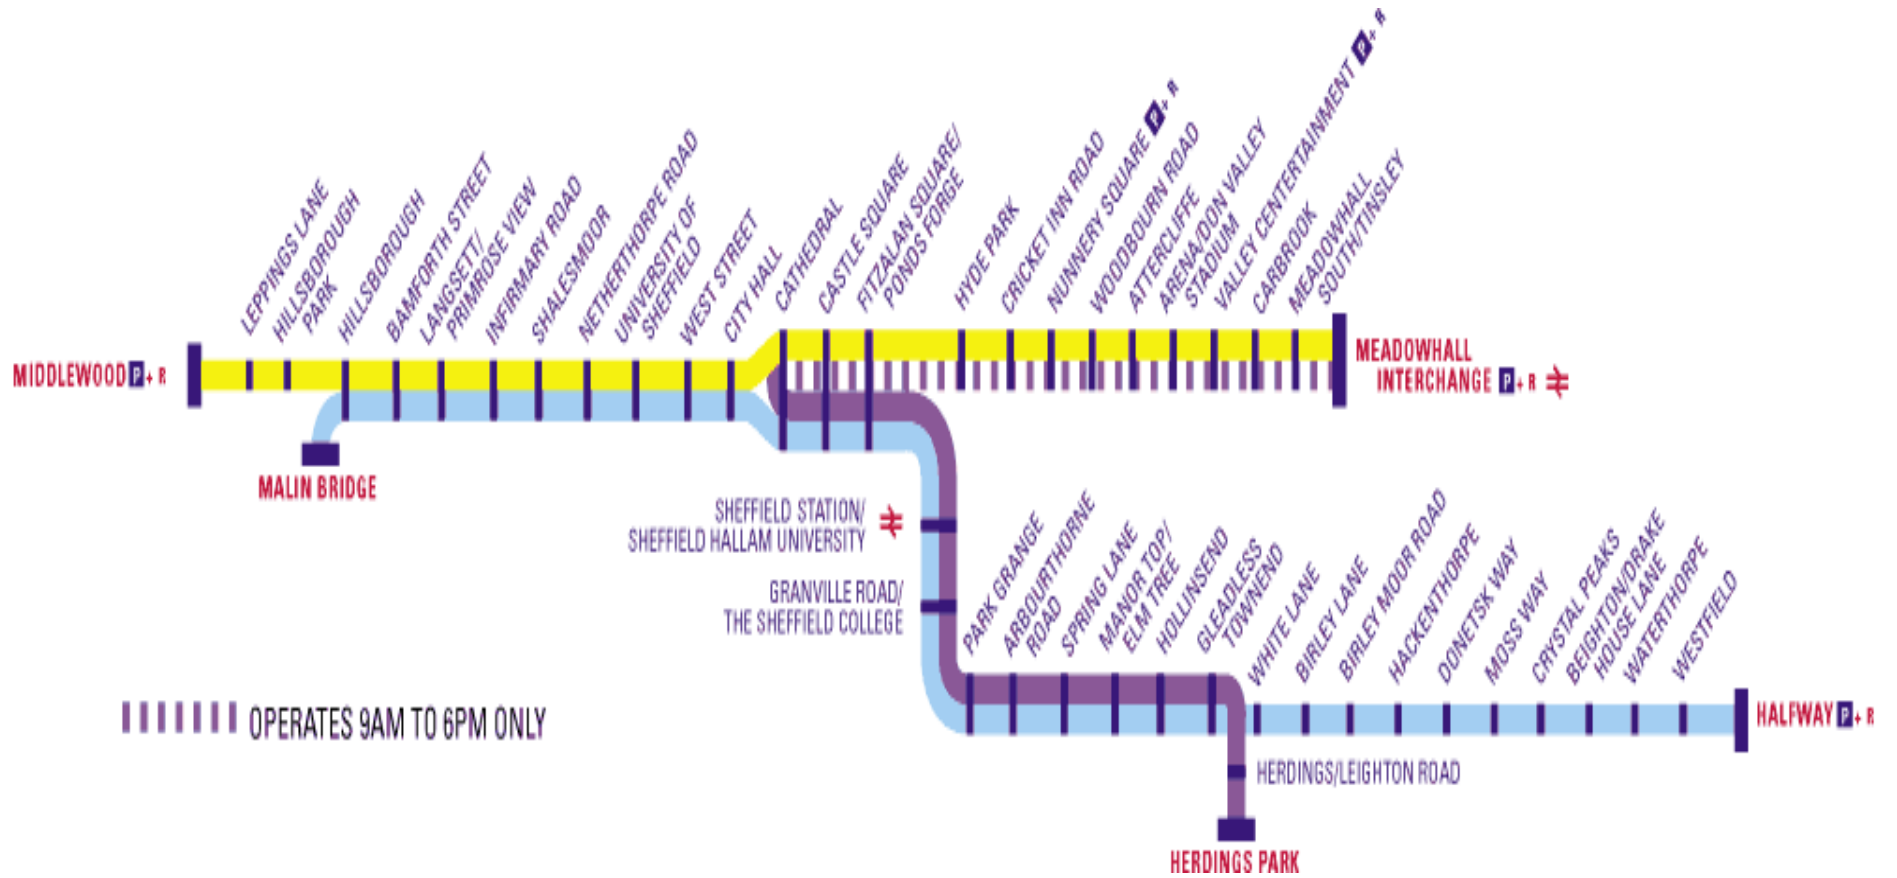 LEPPINGS LANE
HILLSBOROUGH
PARK
HILLSBOROUGH
BAMFORTH STREET
LANGSETT/
PRIMROSE VIEW
INFIRMARY ROAD
SHALESMOOR
NETHERTHORPE ROAD
UNIVERSITY OF
SHEFFIELD
WEST STREET
CITY HALL
CATHEDRAL
CASTLE SQUARE
FITZALAN SQUARE/
PONDS FORGE
HYDE PARK
CRICKET INN ROAD
NUNNERY SQUARE P + R
WOODBOURN ROAD
ATTERCLIFFE
ARENA/DON VALLEY
STADIUM
VALLEY CENTERTAINMENT P + R
CARBROOK
MEADOWHALL
SOUTH/TINSLEY
MIDDLEWOOD P + R
MEADOWHALL
INTERCHANGE P + R
MALIN BRIDGE
SHEFFIELD STATION/
SHEFFIELD HALLAM UNIVERSITY
GRANVILLE ROAD/
THE SHEFFIELD COLLEGE
PARK GRANGE
ARBOURTHORNE
ROAD
SPRING LANE
MANOR TOP/
ELM TREE
HOLLINSEND
GLEADLESS
TOWNEND
WHITE LANE
BIRLEY LANE
BIRLEY MOOR ROAD
HACKENTHORPE
DONETSK WAY
MOSS WAY
CRYSTAL PEAKS
BEIGHTON/DRAKE
HOUSE LANE
WATERTHORPE
WESTFIELD
HALFWAY P + R
OPERATES 9AM TO 6PM ONLY
HERDINGS/LEIGHTON ROAD
HERDINGS PARK